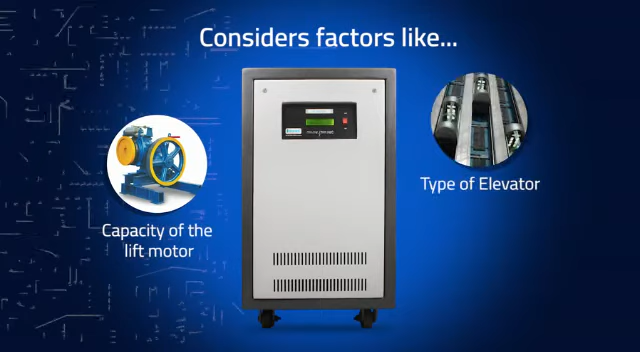 Considers factors like...
Type of Elevator
Capacity of the
lift motor